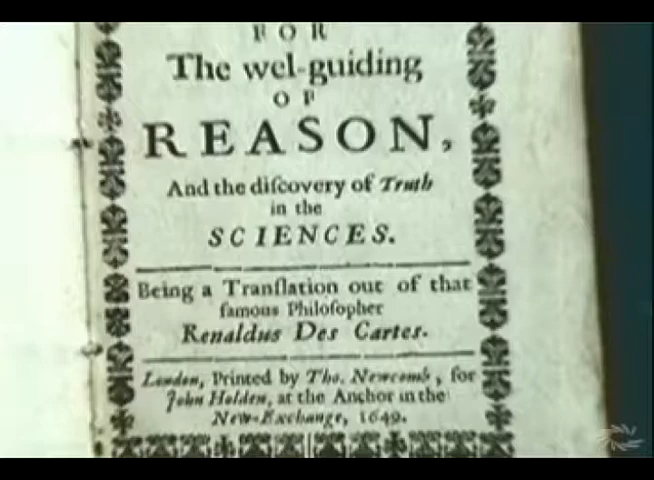 FOR
The wel-guiding
OF
REASON,
And the diſcovery of Truth
in the
SCIENCES.
Being a Tranſlation out of that
famous Philoſopher
Renaldus Des Cartes.
London, Printed by Tho. Newcomb, for
John Holden, at the Anchor in the
New-Exchange, 1649.